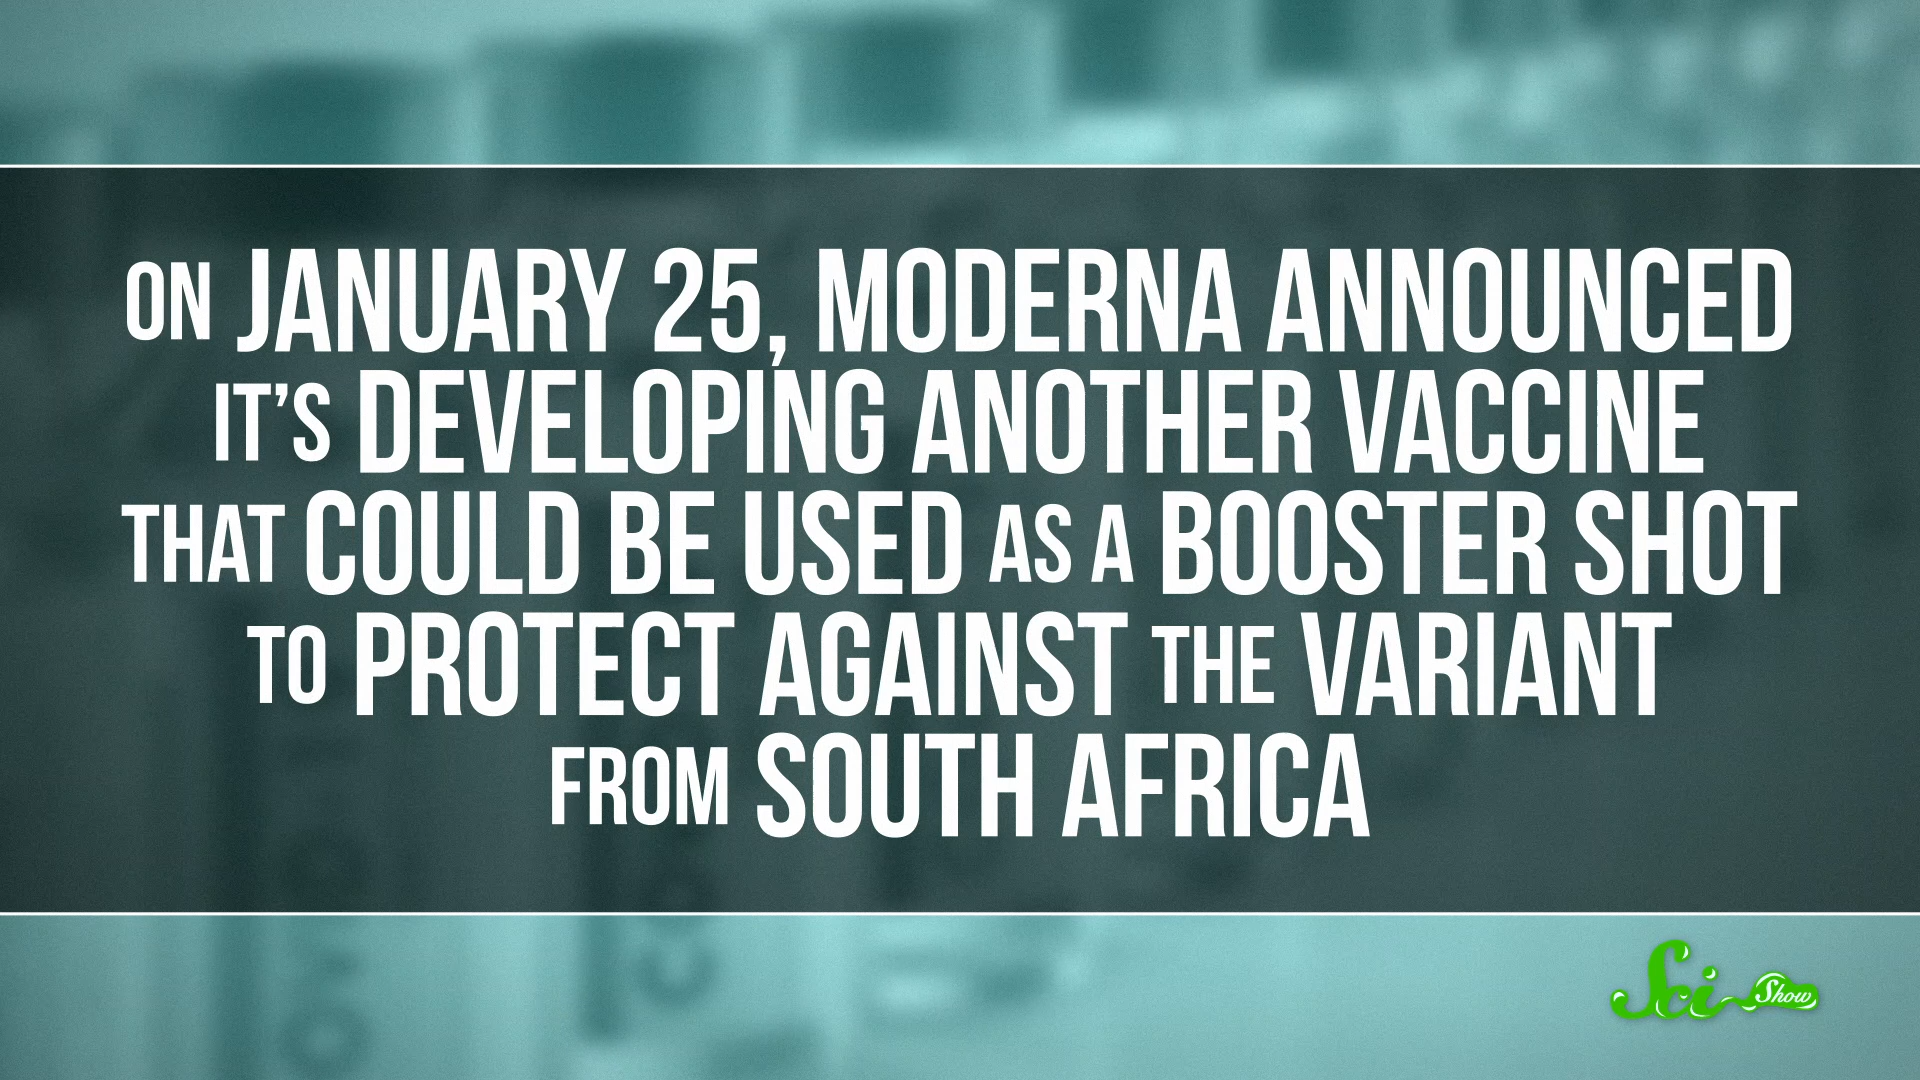 ON JANUARY 25, MODERNA ANNOUNCED
IT'S DEVELOPING ANOTHER VACCINE
THAT COULD BE USED AS A BOOSTER SHOT
TO PROTECT AGAINST THE VARIANT
FROM SOUTH AFRICA
Sci Show